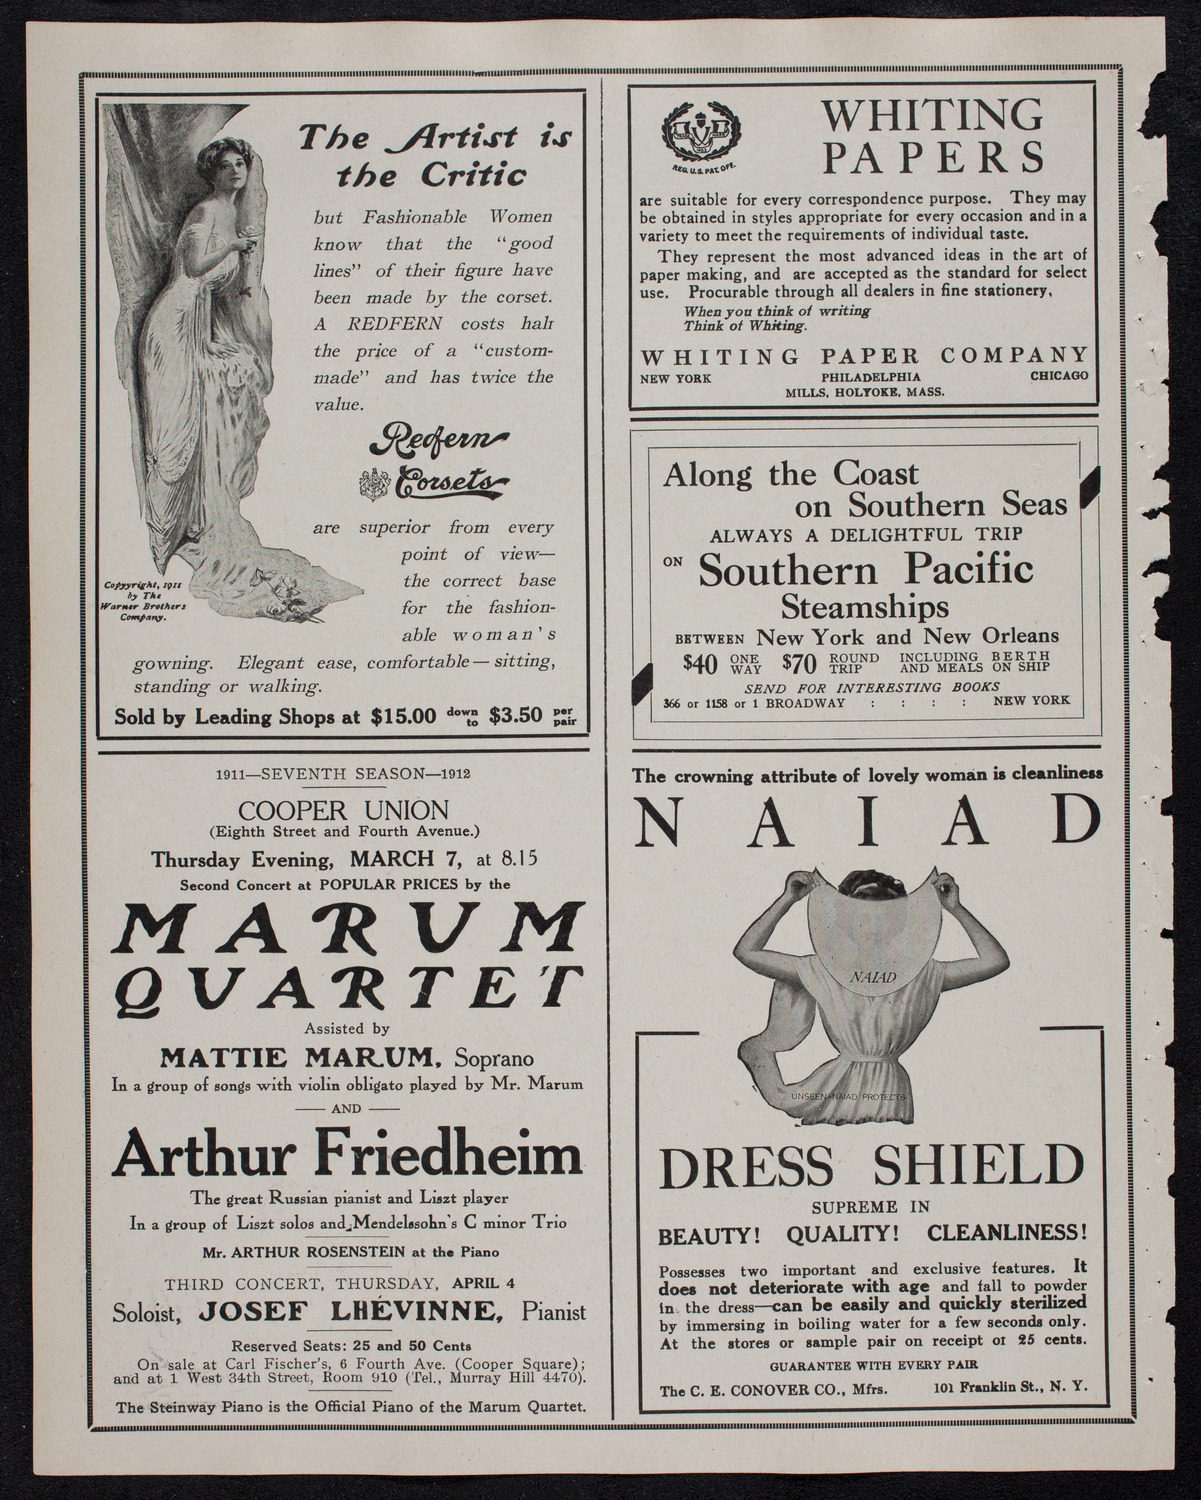 The Artist is
the Critic
but Fashionable Women
know that the "good
lines" of their figure have
been made by the corset.
A REDFERN costs half
the price of a "custom-
made" and has twice the
value.
Redfern
Corsets
are superior from every
point of view—
the correct base
for the fashion-
able woman's
gowning. Elegant ease, comfortable—sitting,
standing or walking.
Copyright, 1911
by The
Warner Brothers
Company.
Sold by Leading Shops at $15.00 down to $3.50 per pair
1911—SEVENTH SEASON—1912
COOPER UNION
(Eighth Street and Fourth Avenue.)
Thursday Evening, MARCH 7, at 8.15
Second Concert at POPULAR PRICES by the
MARUM
QUARTET
Assisted by
MATTIE MARUM, Soprano
In a group of songs with violin obligato played by Mr. Marum
AND
Arthur Friedheim
The great Russian pianist and Liszt player
In a group of Liszt solos and Mendelssohn's C minor Trio
Mr. ARTHUR ROSENSTEIN at the Piano
THIRD CONCERT, THURSDAY, APRIL 4
Soloist, JOSEF LHÉVINNE, Pianist
Reserved Seats: 25 and 50 Cents
On sale at Carl Fischer's, 6 Fourth Ave. (Cooper Square);
and at 1 West 34th Street, Room 910 (Tel., Murray Hill 4470).
The Steinway Piano is the Official Piano of the Marum Quartet.
REG. U.S. PAT. OFF.
WHITING
PAPERS
are suitable for every correspondence purpose. They may
be obtained in styles appropriate for every occasion and in a
variety to meet the requirements of individual taste.
They represent the most advanced ideas in the art of
paper making, and are accepted as the standard for select
use. Procurable through all dealers in fine stationery.
When you think of writing
Think of Whiting.
WHITING PAPER COMPANY
NEW YORK PHILADELPHIA CHICAGO
MILLS, HOLYOKE, MASS.
Along the Coast
on Southern Seas
ALWAYS A DELIGHTFUL TRIP
ON Southern Pacific
Steamships
BETWEEN New York and New Orleans
$40 ONE WAY $70 ROUND TRIP INCLUDING BERTH AND MEALS ON SHIP
SEND FOR INTERESTING BOOKS
366 or 1158 or 1 BROADWAY : : : : NEW YORK
The crowning attribute of lovely woman is cleanliness
NAIAD
NAIAD
UNSEEN-NAIAD PROTECTS
DRESS SHIELD
SUPREME IN
BEAUTY! QUALITY! CLEANLINESS!
Possesses two important and exclusive features. It
does not deteriorate with age and fall to powder
in the dress—can be easily and quickly sterilized
by immersing in boiling water for a few seconds only.
At the stores or sample pair on receipt of 25 cents.
GUARANTEE WITH EVERY PAIR
The C. E. CONOVER CO., Mfrs. 101 Franklin St., N. Y.